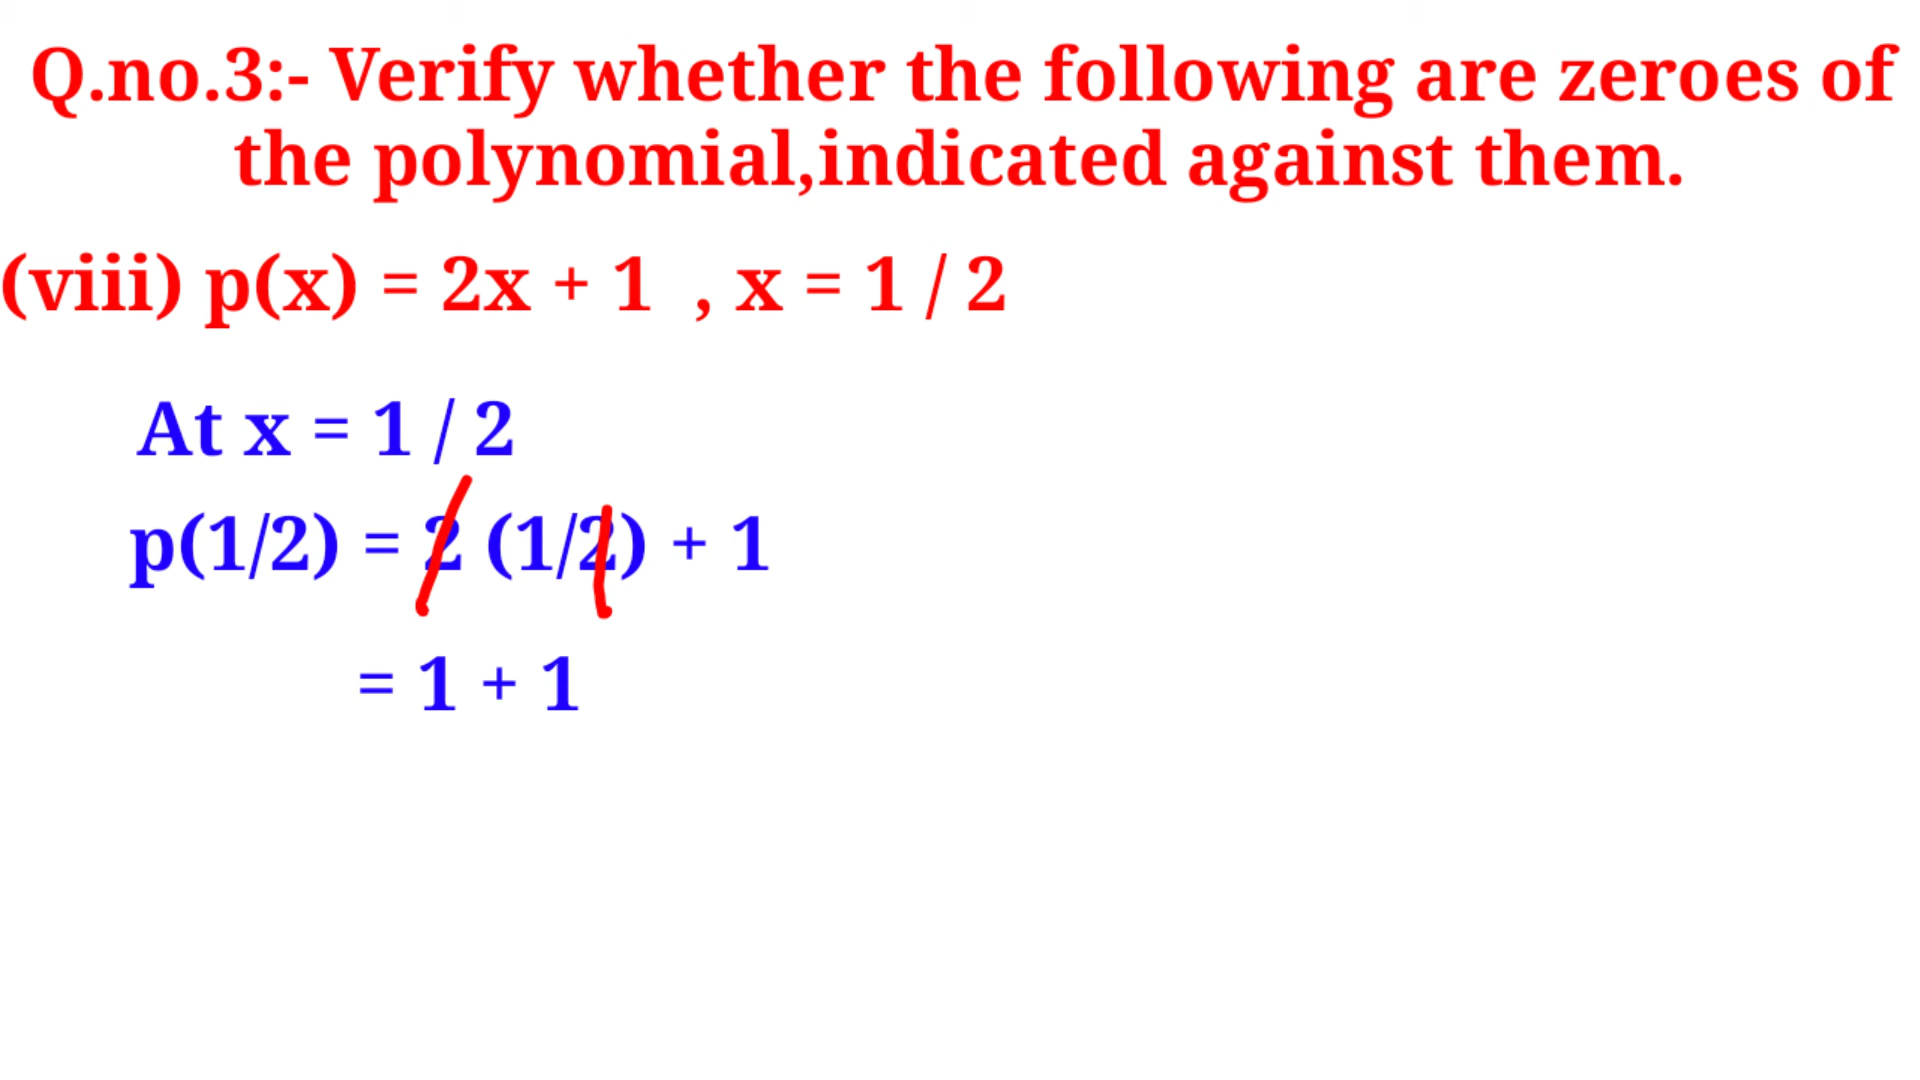 Q.no.3:- Verify whether the following are zeroes of
the polynomial,indicated against them.
(viii) p(x) = 2x + 1 , x = 1 / 2
At x = 1 / 2
p(1/2) = 2 (1/2) + 1
= 1 + 1